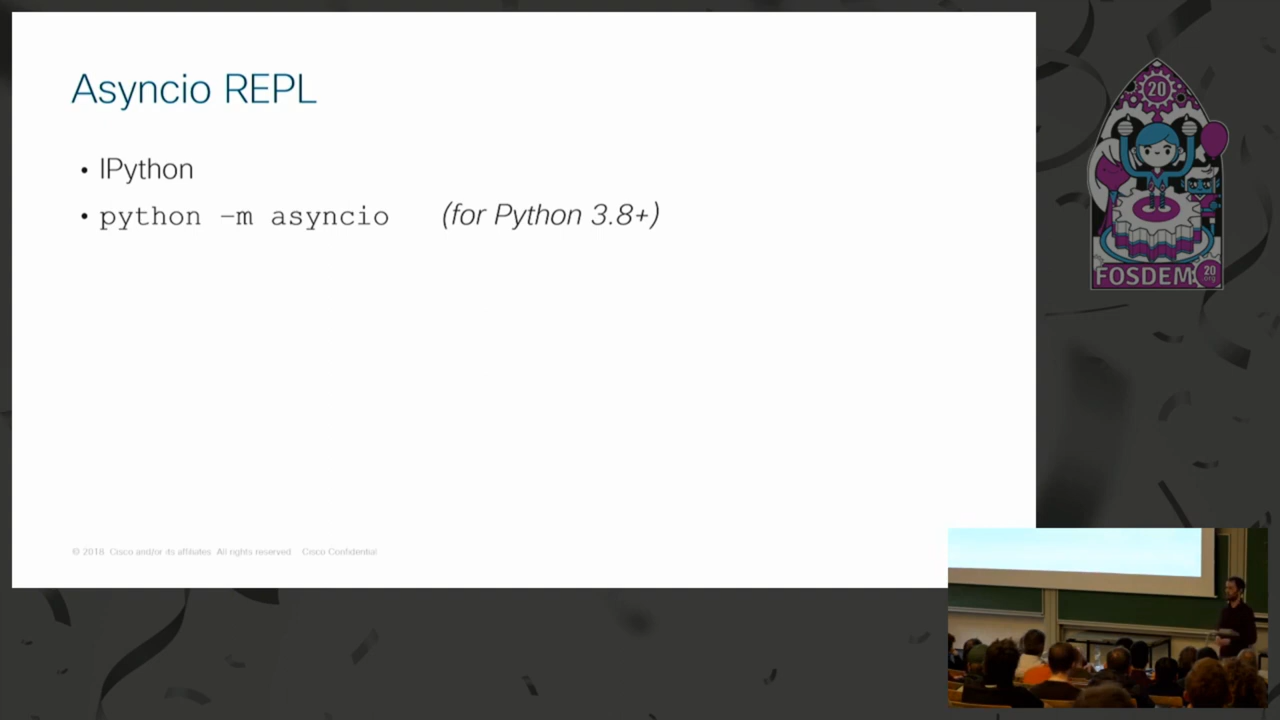 Asyncio REPL
• IPython
• python -m asyncio (for Python 3.8+)
© 2018 Cisco and/or its affiliates. All rights reserved. Cisco Confidential
20
FOSDEM
20
.org